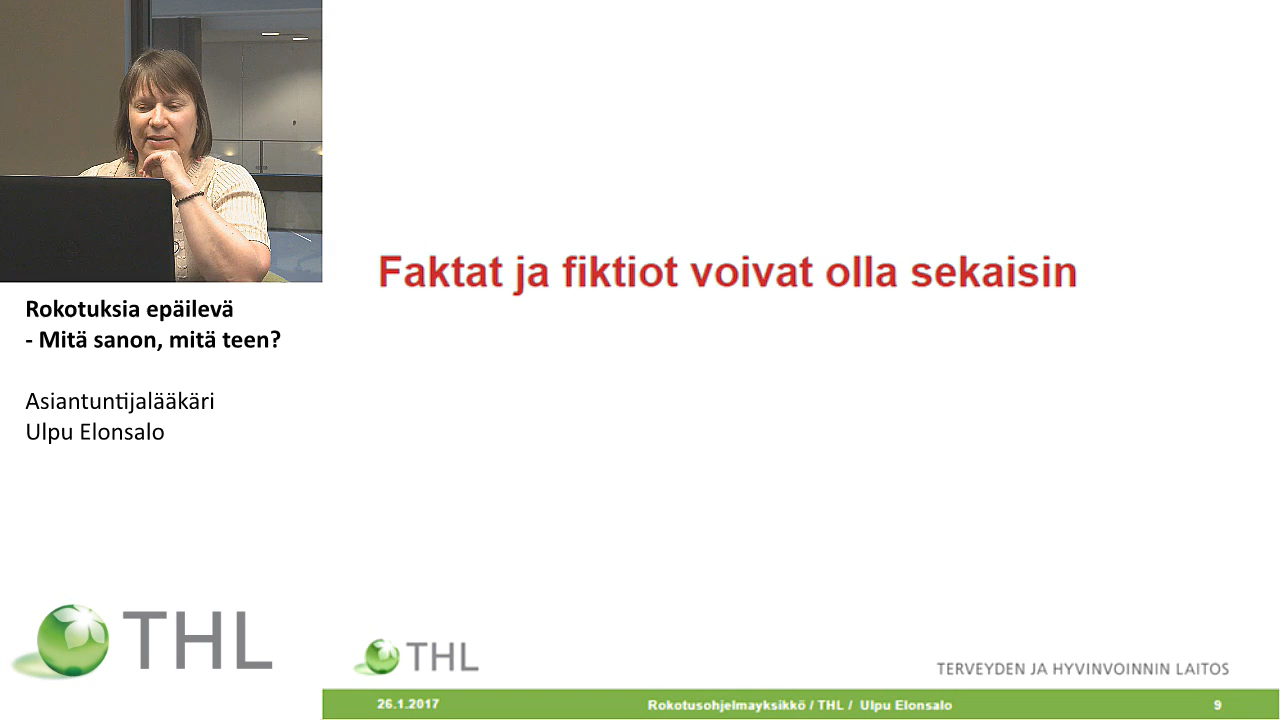 Faktat ja fiktiot voivat olla sekaisin
Rokotuksia epäilevä
- Mitä sanon, mitä teen?
Asiantuntijalääkäri
Ulpu Elonsalo
THL
THL
TERVEYDEN JA HYVINVOINNIN LAITOS
26.1.2017
Rokotusohjelmayksikkö / THL / Ulpu Elonsalo
9